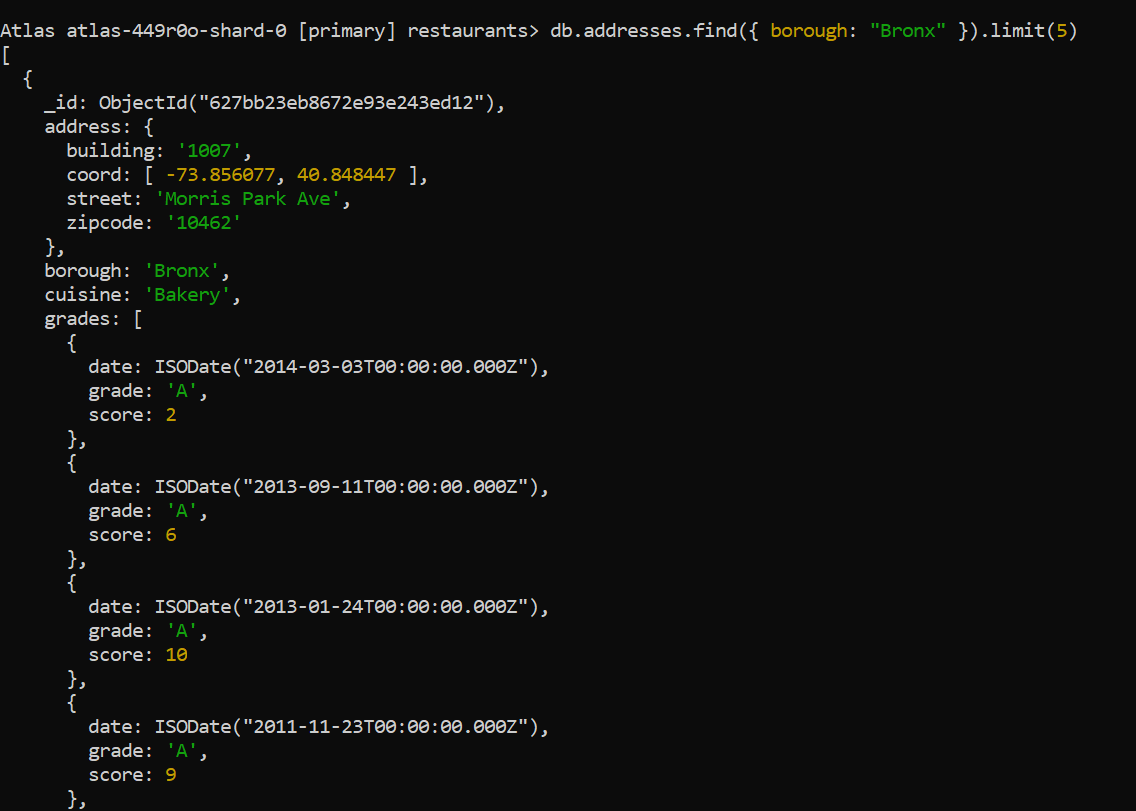 Atlas atlas-449r0o-shard-0 [primary] restaurants> db.addresses.find({ borough: "Bronx" }).limit(5)
[
  {
    _id: ObjectId("627bb23eb8672e93e243ed12"),
    address: {
      building: '1007',
      coord: [ -73.856077, 40.848447 ],
      street: 'Morris Park Ave',
      zipcode: '10462'
    },
    borough: 'Bronx',
    cuisine: 'Bakery',
    grades: [
      {
        date: ISODate("2014-03-03T00:00:00.000Z"),
        grade: 'A',
        score: 2
      },
      {
        date: ISODate("2013-09-11T00:00:00.000Z"),
        grade: 'A',
        score: 6
      },
      {
        date: ISODate("2013-01-24T00:00:00.000Z"),
        grade: 'A',
        score: 10
      },
      {
        date: ISODate("2011-11-23T00:00:00.000Z"),
        grade: 'A',
        score: 9
      },